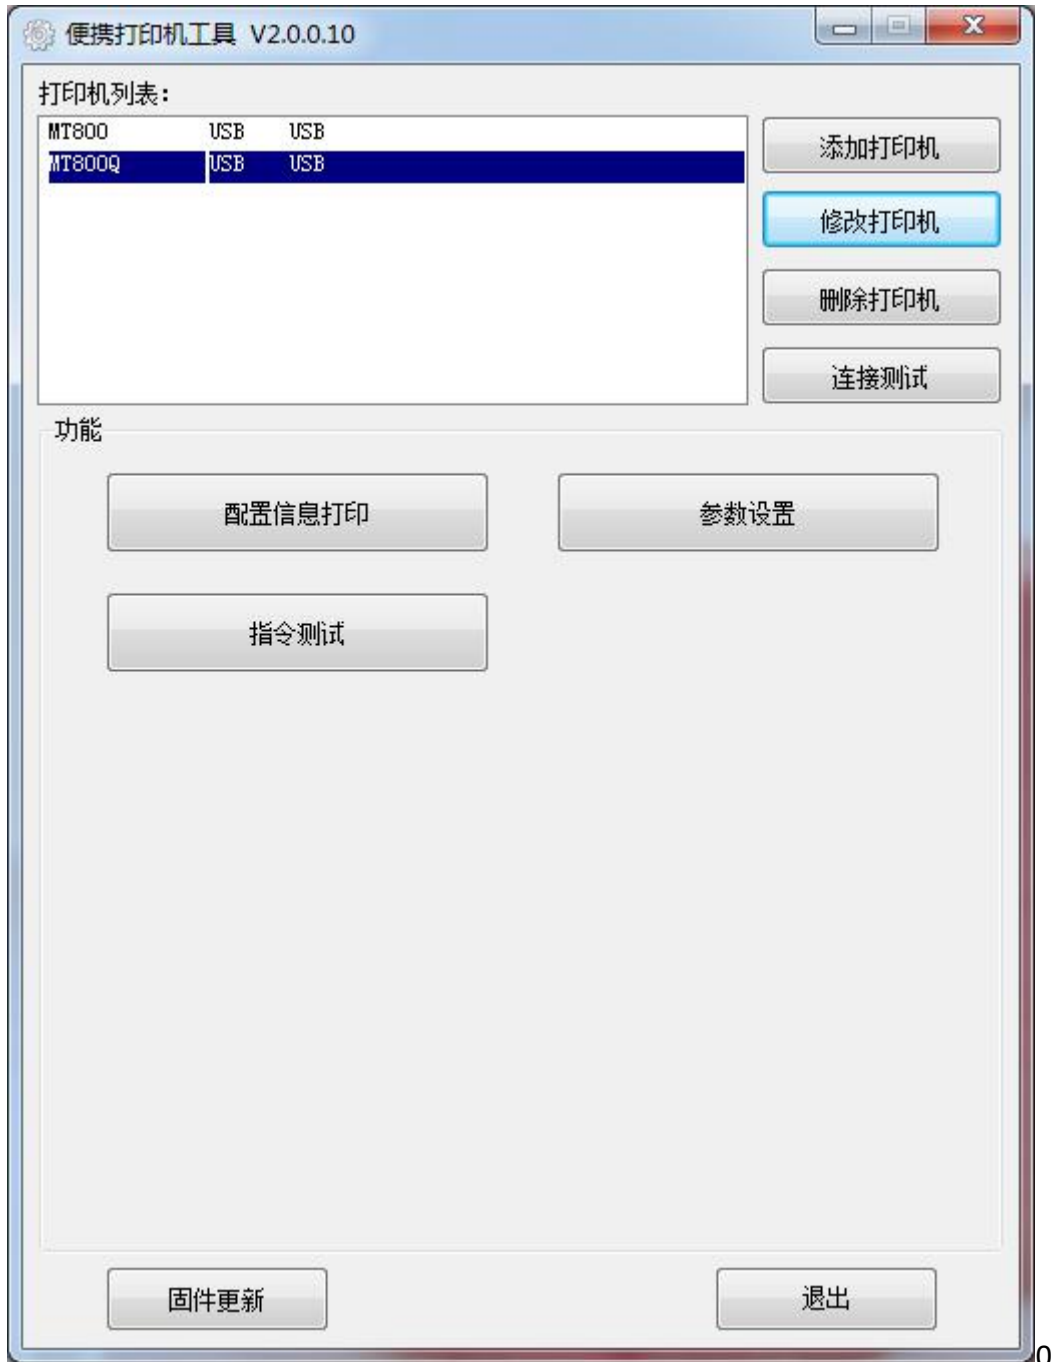 便携打印机工具 V2.0.0.10
打印机列表:
MT800 USB USB
MT800Q USB USB
添加打印机
修改打印机
删除打印机
连接测试
功能
配置信息打印 参数设置
指令测试
固件更新 退出
0